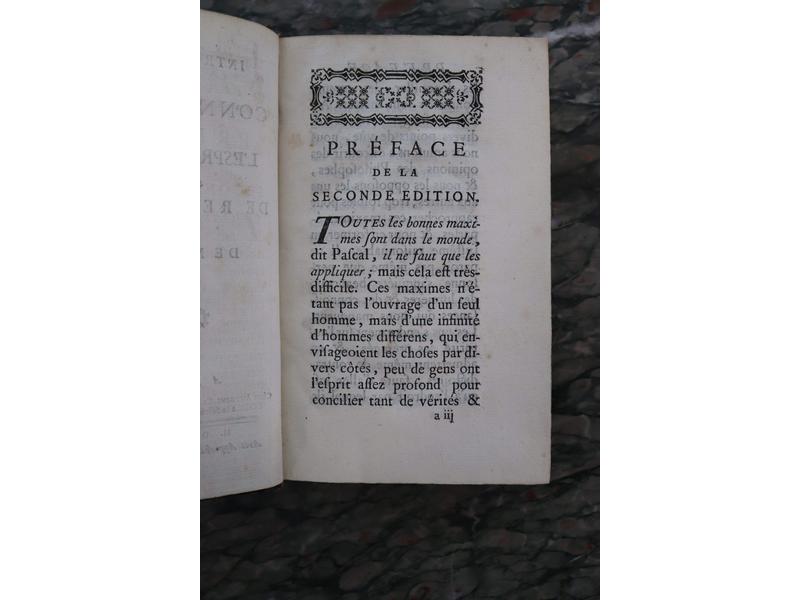 PRÉFACE
DE LA
SECONDE EDITION.
TOUTES les bonnes maxi-
mes ſont dans le monde,
dit Paſcal, il ne faut que les
appliquer; mais cela eſt très-
difficile. Ces maximes n'é-
tant pas l'ouvrage d'un ſeul
homme, mais d'une infinité
d'hommes différens, qui en-
viſageoient les choſes par di-
vers côtés, peu de gens ont
l'eſprit aſſez profond pour
concilier tant de vérités &
a iij